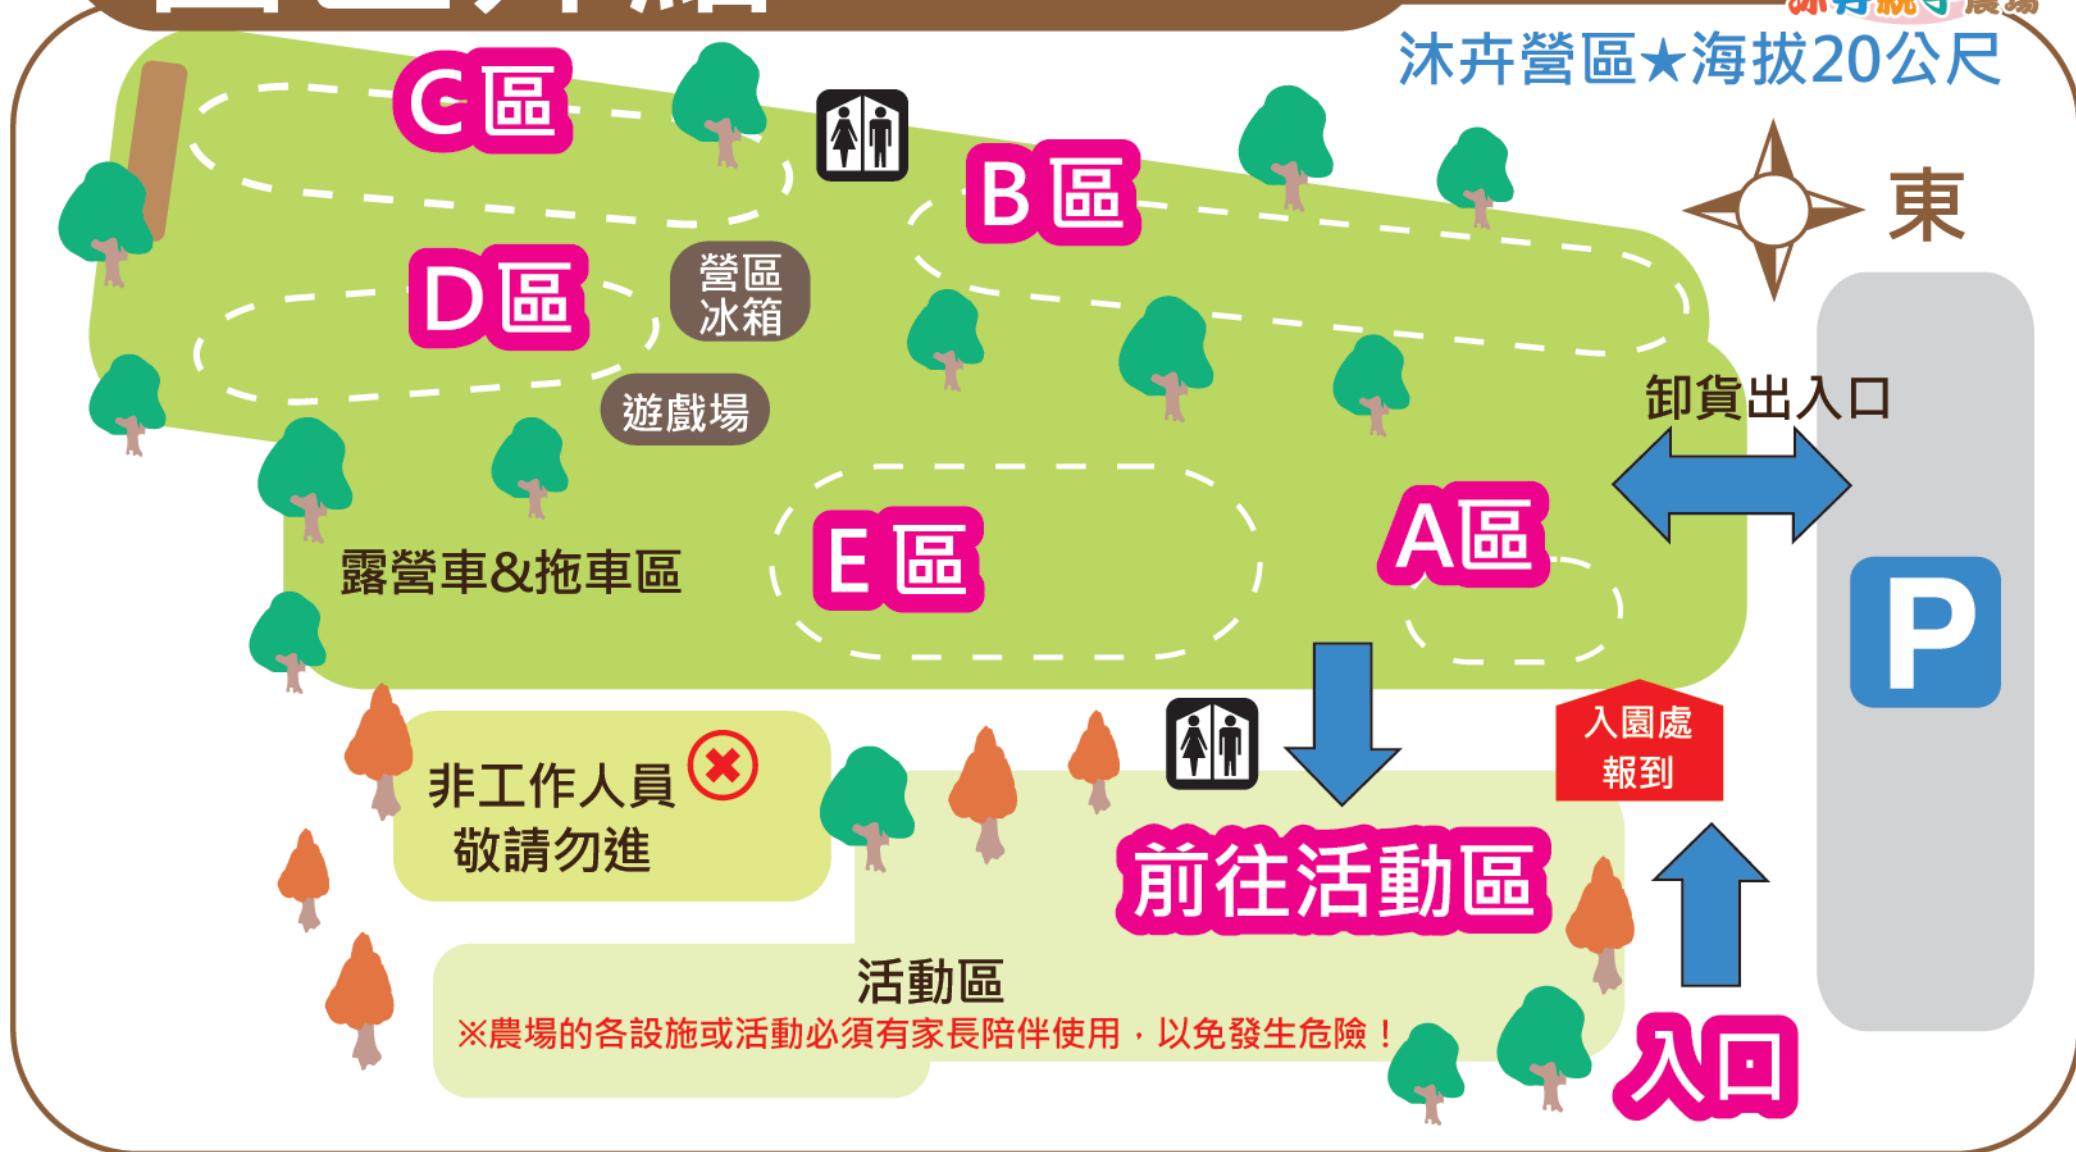 農場
沐卉營區★海拔20公尺
C區
B區
東
D區
營區
冰箱
遊戲場
卸貨出入口
A區
E區
露營車&拖車區
P
入園處
報到
非工作人員
敬請勿進
前往活動區
活動區
※農場的各設施或活動必須有家長陪伴使用，以免發生危險！
入口